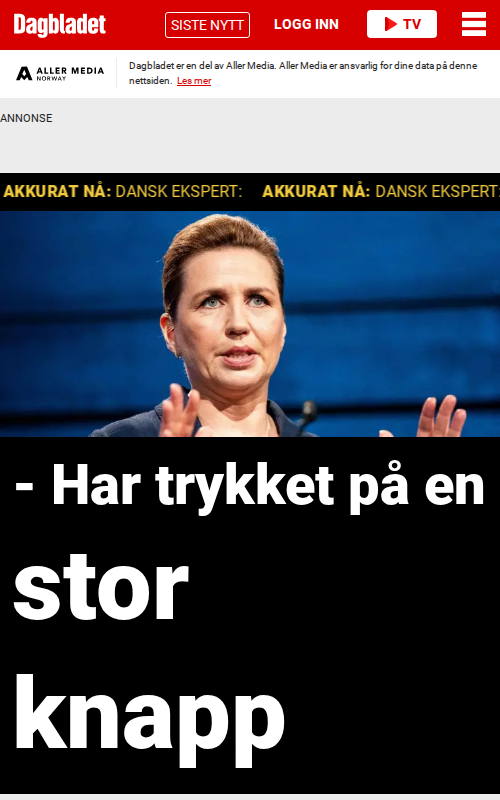 Dagbladet
SISTE NYTT
LOGG INN
TV
ALLER MEDIA
NORWAY
Dagbladet er en del av Aller Media. Aller Media er ansvarlig for dine data på denne
nettsiden. Les mer
ANNONSE
AKKURAT NÅ: DANSK EKSPERT: AKKURAT NÅ: DANSK EKSPERT:
- Har trykket på en
stor
knapp